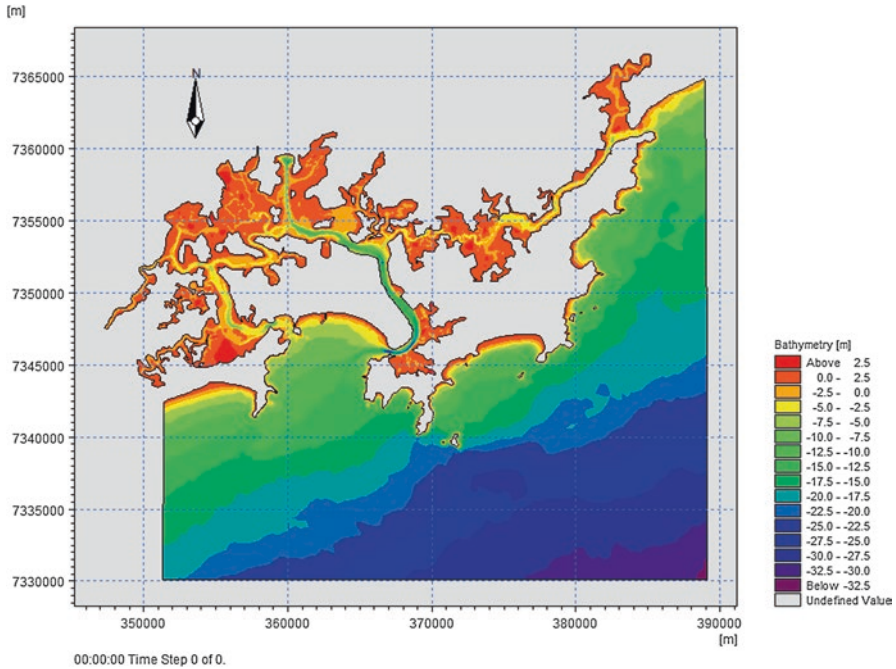 [m]
7365000
N
7360000
7355000
7350000
7345000
7340000
7335000
7330000
350000 360000 370000 380000 390000
[m]
00:00:00 Time Step 0 of 0.
Bathymetry [m]
Above 2.5
0.0 - 2.5
-2.5 - 0.0
-5.0 - -2.5
-7.5 - -5.0
-10.0 - -7.5
-12.5 - -10.0
-15.0 - -12.5
-17.5 - -15.0
-20.0 - -17.5
-22.5 - -20.0
-25.0 - -22.5
-27.5 - -25.0
-30.0 - -27.5
-32.5 - -30.0
Below -32.5
Undefined Value